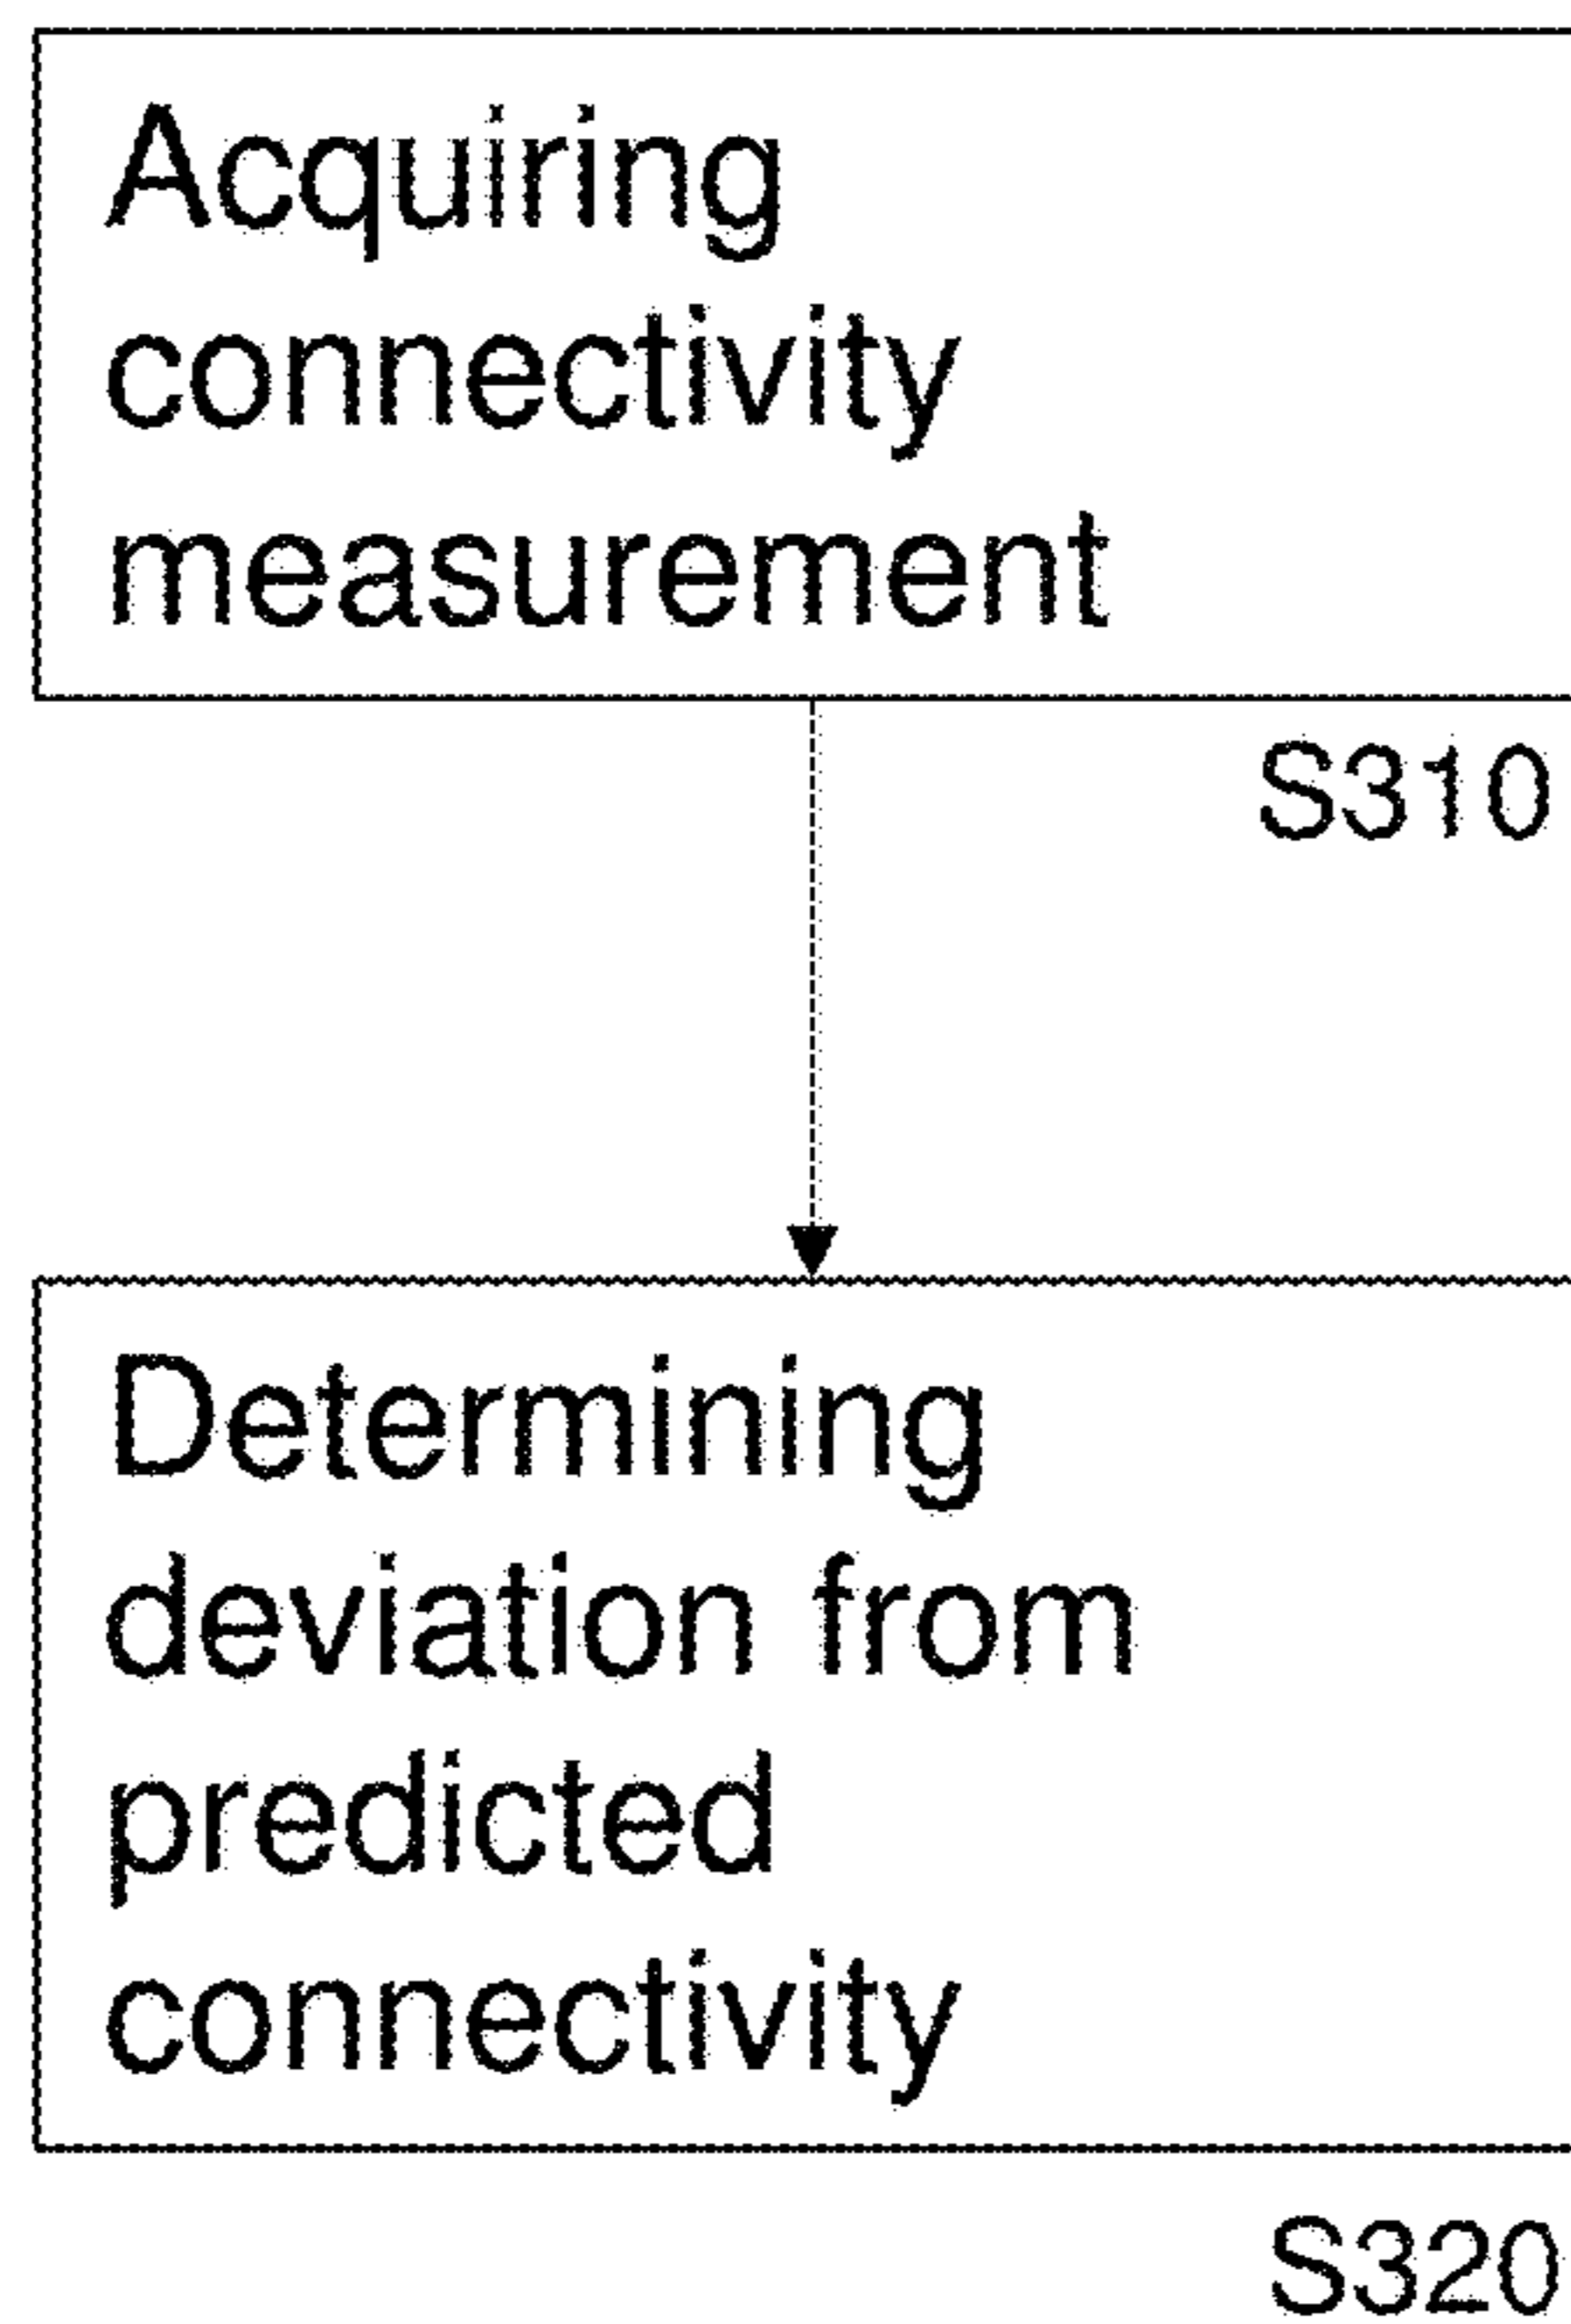 Acquiring
connectivity
measurement
S310
Determining
deviation from
predicted
connectivity
S320